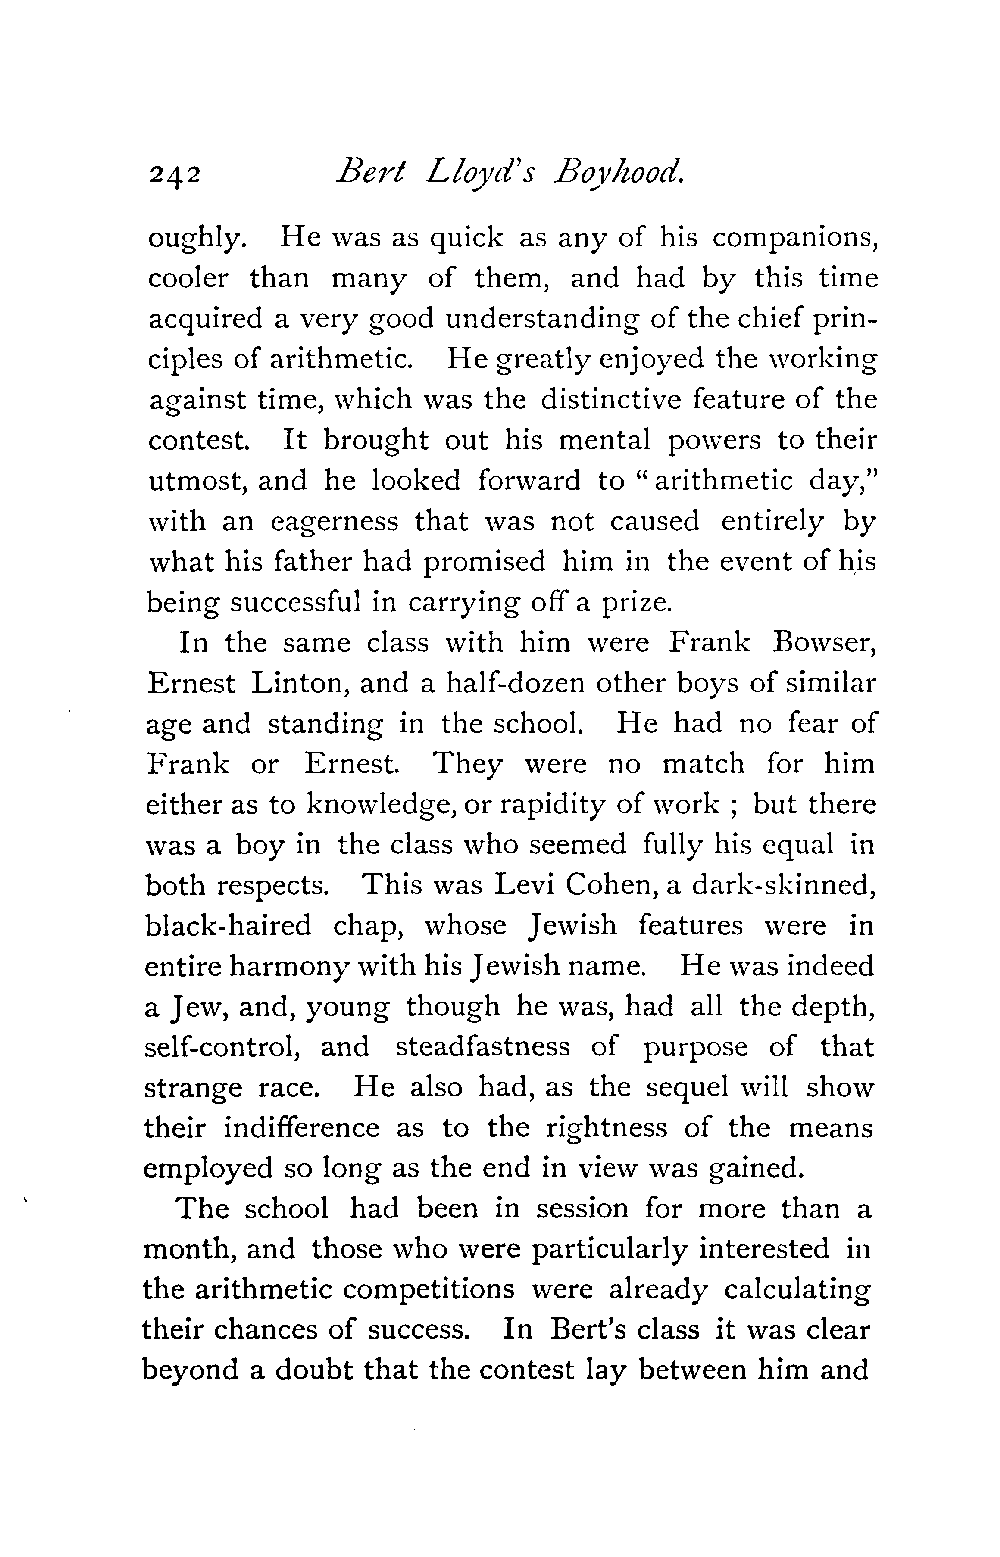 242 Bert Lloyd's Boyhood.
oughly. He was as quick as any of his companions,
cooler than many of them, and had by this time
acquired a very good understanding of the chief prin-
ciples of arithmetic. He greatly enjoyed the working
against time, which was the distinctive feature of the
contest. It brought out his mental powers to their
utmost, and he looked forward to “arithmetic day,”
with an eagerness that was not caused entirely by
what his father had promised him in the event of his
being successful in carrying off a prize.
In the same class with him were Frank Bowser,
Ernest Linton, and a half-dozen other boys of similar
age and standing in the school. He had no fear of
Frank or Ernest. They were no match for him
either as to knowledge, or rapidity of work ; but there
was a boy in the class who seemed fully his equal in
both respects. This was Levi Cohen, a dark-skinned,
black-haired chap, whose Jewish features were in
entire harmony with his Jewish name. He was indeed
a Jew, and, young though he was, had all the depth,
self-control, and steadfastness of purpose of that
strange race. He also had, as the sequel will show
their indifference as to the rightness of the means
employed so long as the end in view was gained.
The school had been in session for more than a
month, and those who were particularly interested in
the arithmetic competitions were already calculating
their chances of success. In Bert's class it was clear
beyond a doubt that the contest lay between him and